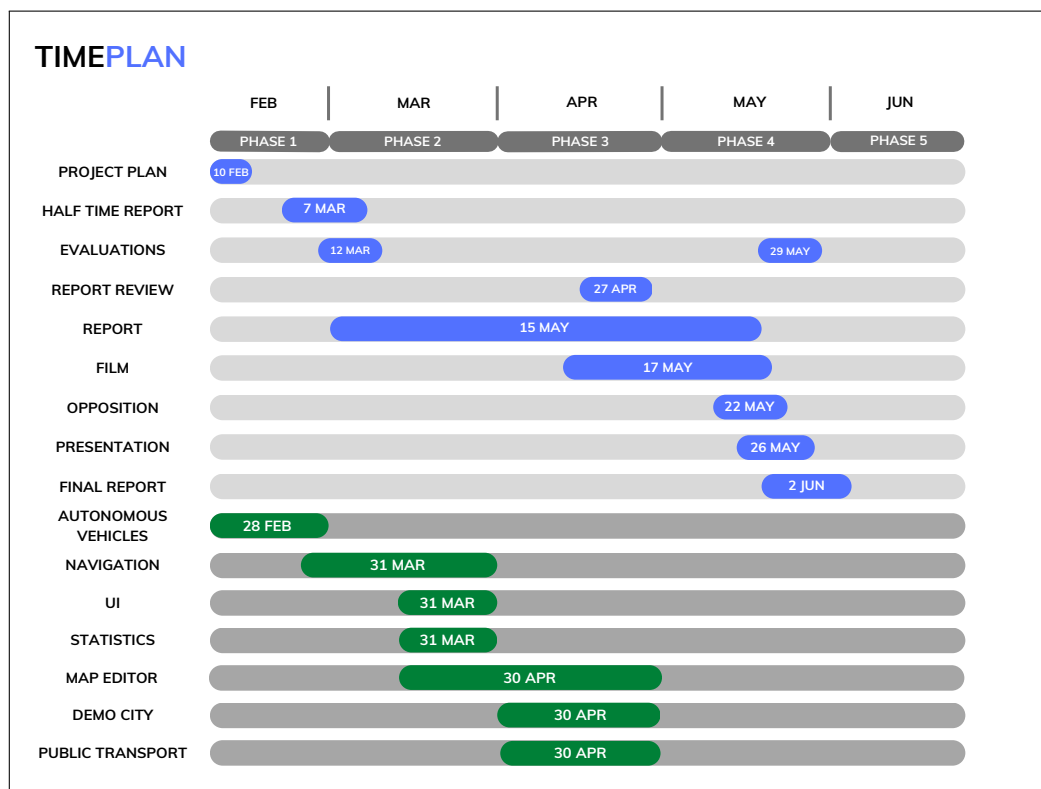 TIMEPLAN
FEB MAR APR MAY JUN
PHASE 1 PHASE 2 PHASE 3 PHASE 4 PHASE 5
PROJECT PLAN 10 FEB
HALF TIME REPORT 7 MAR
EVALUATIONS 12 MAR 29 MAY
REPORT REVIEW 27 APR
REPORT 15 MAY
FILM 17 MAY
OPPOSITION 22 MAY
PRESENTATION 26 MAY
FINAL REPORT 2 JUN
AUTONOMOUS
VEHICLES 28 FEB
NAVIGATION 31 MAR
UI 31 MAR
STATISTICS 31 MAR
MAP EDITOR 30 APR
DEMO CITY 30 APR
PUBLIC TRANSPORT 30 APR